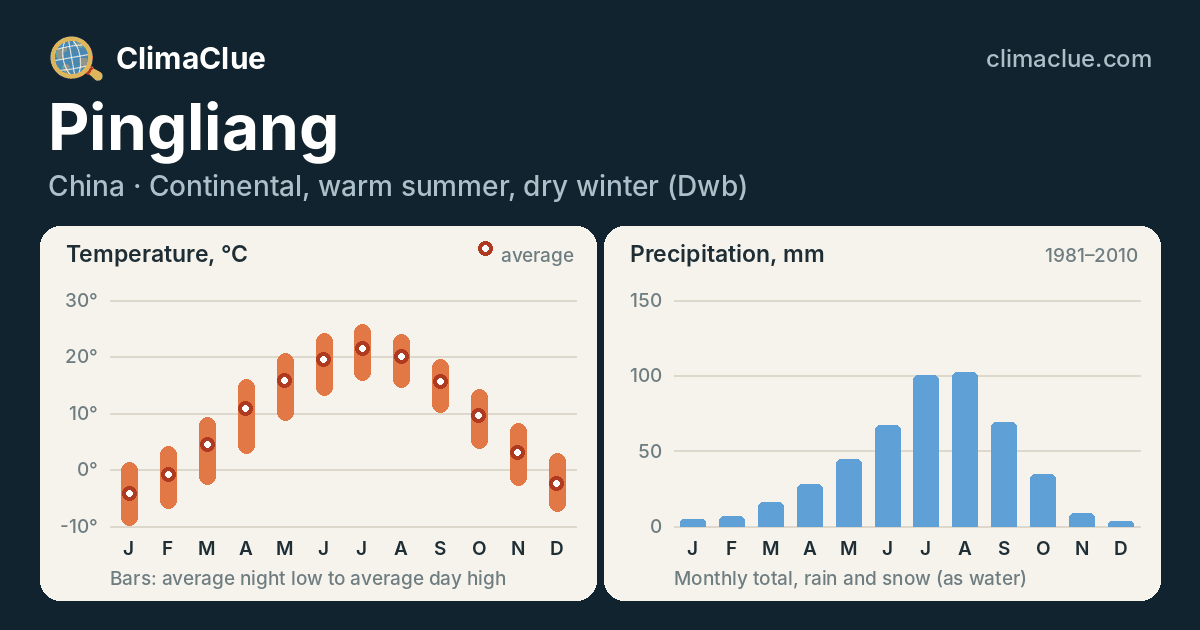 ClimaClue
climaclue.com
Pingliang
China · Continental, warm summer, dry winter (Dwb)
Temperature, °C
average
30°
20°
10°
0°
-10°
J F M A M J J A S O N D
Bars: average night low to average day high
Precipitation, mm
1981–2010
150
100
50
0
J F M A M J J A S O N D
Monthly total, rain and snow (as water)